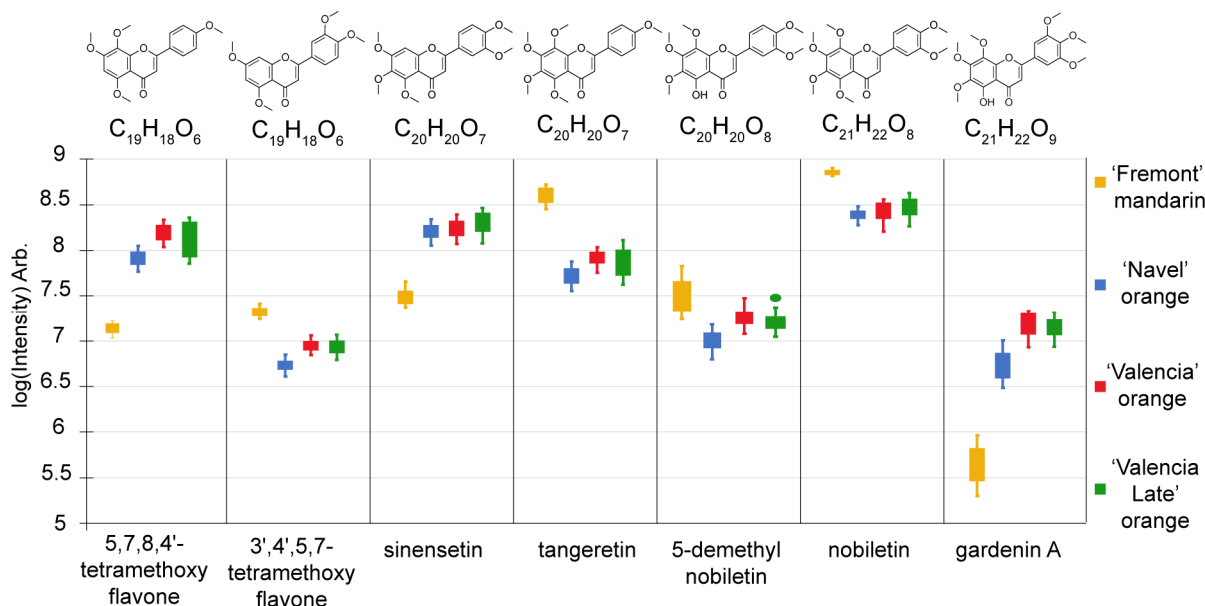 C19H18O6
C19H18O6
C20H20O7
C20H20O7
C20H20O8
C21H22O8
C21H22O9
log(Intensity) Arb.
9
8.5
8
7.5
7
6.5
6
5.5
5
5,7,8,4'-
tetramethoxy
flavone
3',4',5,7-
tetramethoxy
flavone
sinensetin
tangeretin
5-demethyl
nobiletin
nobiletin
gardenin A
'Fremont'
mandarin
'Navel'
orange
'Valencia'
orange
'Valencia
Late'
orange